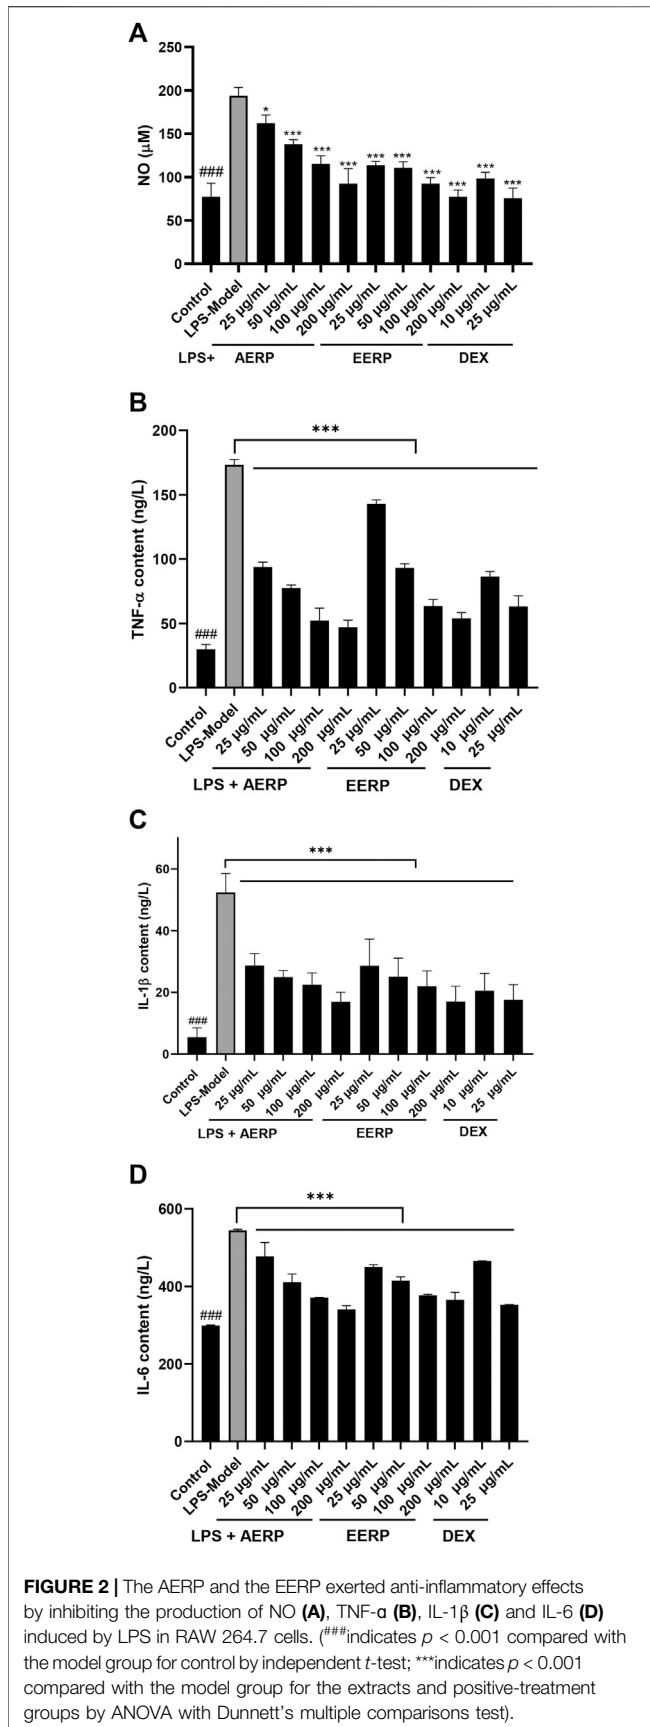 A
NO (μM)
250
200
150
100
50
0
###
*
***
***
***
***
***
***
***
***
***
Control
LPS-Model
25 μg/mL
50 μg/mL
100 μg/mL
200 μg/mL
25 μg/mL
50 μg/mL
100 μg/mL
200 μg/mL
10 μg/mL
25 μg/mL
LPS+ AERP EERP DEX
B
TNF-α content (ng/L)
200
150
100
50
0
###
***
Control
LPS-Model
25 μg/mL
50 μg/mL
100 μg/mL
200 μg/mL
25 μg/mL
50 μg/mL
100 μg/mL
200 μg/mL
10 μg/mL
25 μg/mL
LPS + AERP EERP DEX
C
IL-1β content (ng/L)
60
40
20
0
###
***
Control
LPS-Model
25 μg/mL
50 μg/mL
100 μg/mL
200 μg/mL
25 μg/mL
50 μg/mL
100 μg/mL
200 μg/mL
10 μg/mL
25 μg/mL
LPS + AERP EERP DEX
D
IL-6 content (ng/L)
600
400
200
0
###
***
Control
LPS-Model
25 μg/mL
50 μg/mL
100 μg/mL
200 μg/mL
25 μg/mL
50 μg/mL
100 μg/mL
200 μg/mL
10 μg/mL
25 μg/mL
LPS + AERP EERP DEX
FIGURE 2 | The AERP and the EERP exerted anti-inflammatory effects
by inhibiting the production of NO (A), TNF-α (B), IL-1β (C) and IL-6 (D)
induced by LPS in RAW 264.7 cells. (###indicates p < 0.001 compared with
the model group for control by independent t-test; ***indicates p < 0.001
compared with the model group for the extracts and positive-treatment
groups by ANOVA with Dunnett's multiple comparisons test).